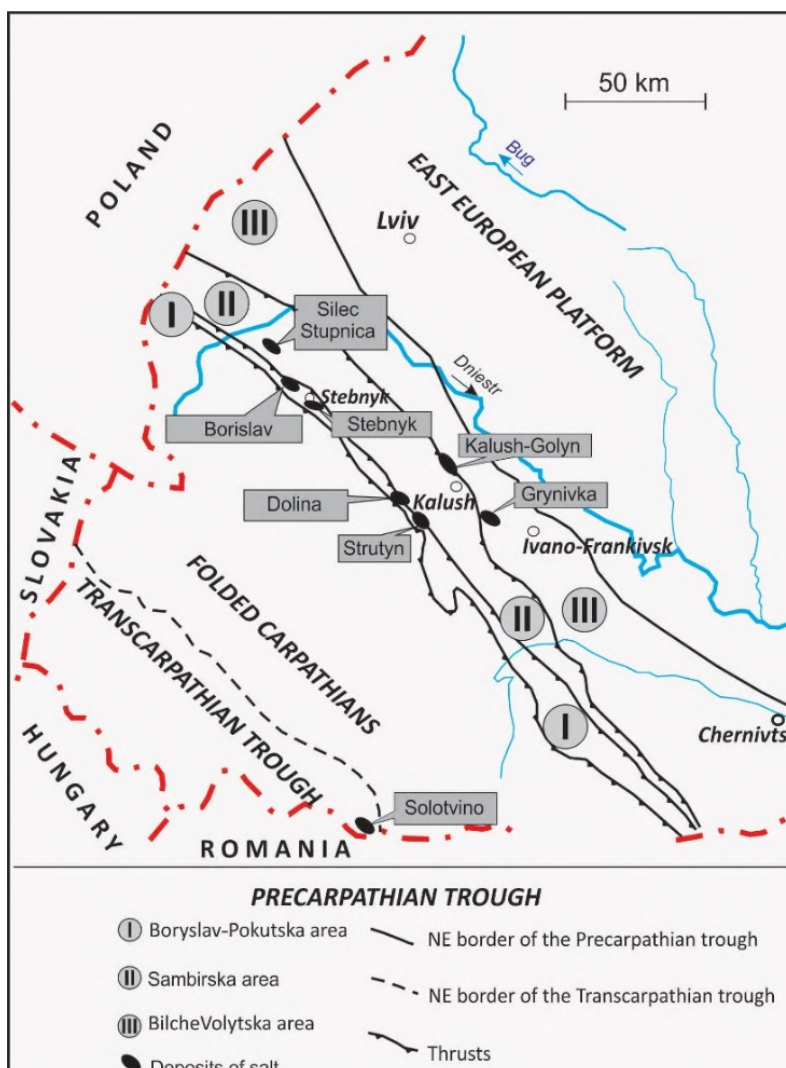 50 km
POLAND
Bug
EAST EUROPEAN PLATFORM
III
Lviv
II
I
Silec
Stupnica
Dniestr
Stebnyk
Borislav
Stebnyk
Kalush-Golyn
Dolina
Kalush
Grynivka
Strutyn
Ivano-Frankivsk
SLOVAKIA
FOLDED CARPATHIANS
TRANSCARPATHIAN TROUGH
II
III
I
Chernivts
HUNGARY
Solotvino
ROMANIA
PRECARPATHIAN TROUGH
I Boryslav-Pokutska area
NE border of the Precarpathian trough
II Sambirska area
NE border of the Transcarpathian trough
III BilcheVolytska area
Thrusts
Deposits of salt